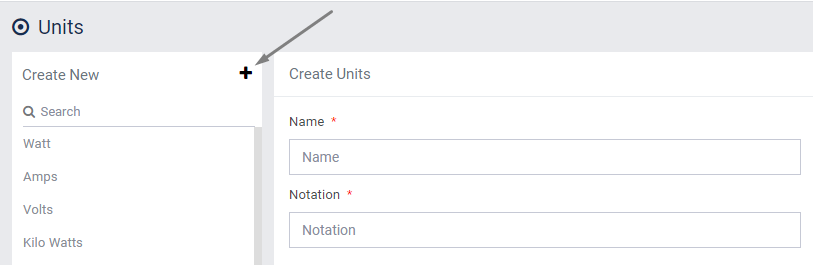 Units
Create New
Search
Watt
Amps
Volts
Kilo Watts
Create Units
Name *
Name
Notation *
Notation